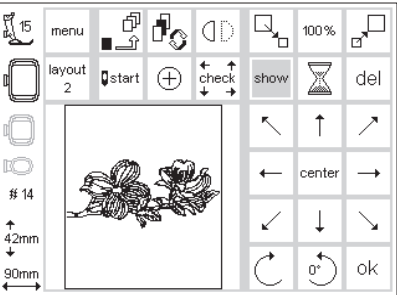 15
menu
100%
layout
2
start
check
show
del
center
# 14
42mm
90mm
0°
ok